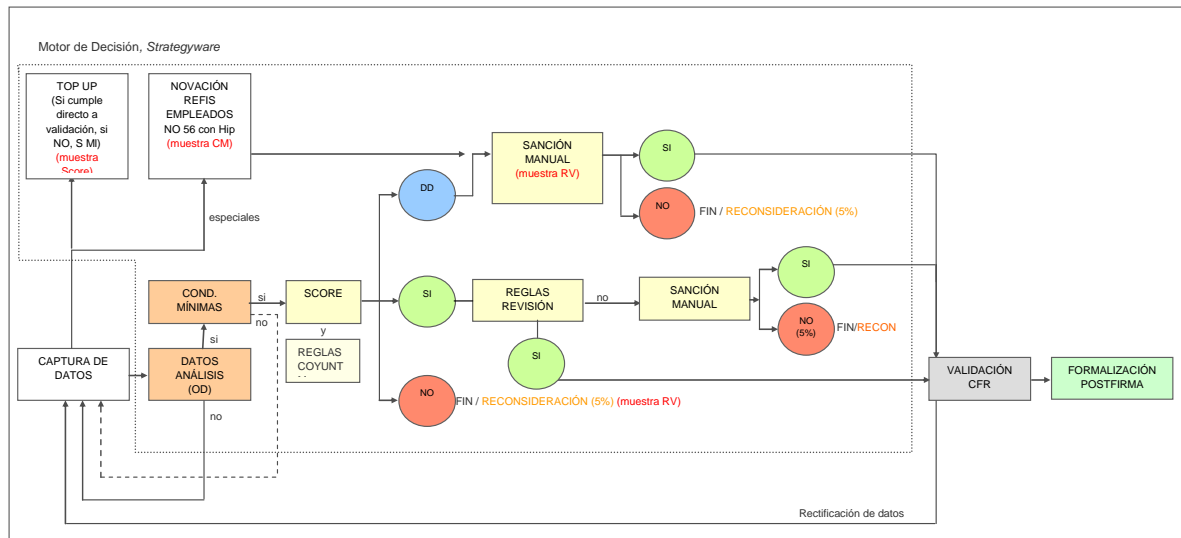 Motor de Decisión, Strategyware
TOP UP
(Si cumple
directo a
validación, si
NO, S MI)
(muestra
Score)
NOVACIÓN
REFIS
EMPLEADOS
NO 56 con Hip
(muestra CM)
especiales
DD
SANCIÓN
MANUAL
(muestra RV)
SI
NO
FIN / RECONSIDERACIÓN (5%)
COND.
MÍNIMAS
si
no
SCORE
y
REGLAS
COYUNT
SI
REGLAS
REVISIÓN
no
SANCIÓN
MANUAL
SI
NO
(5%)
FIN/RECON
si
SI
CAPTURA DE
DATOS
DATOS
ANÁLISIS
(OD)
no
NO
FIN / RECONSIDERACIÓN (5%) (muestra RV)
VALIDACIÓN
CFR
FORMALIZACIÓN
POSTFIRMA
Rectificación de datos